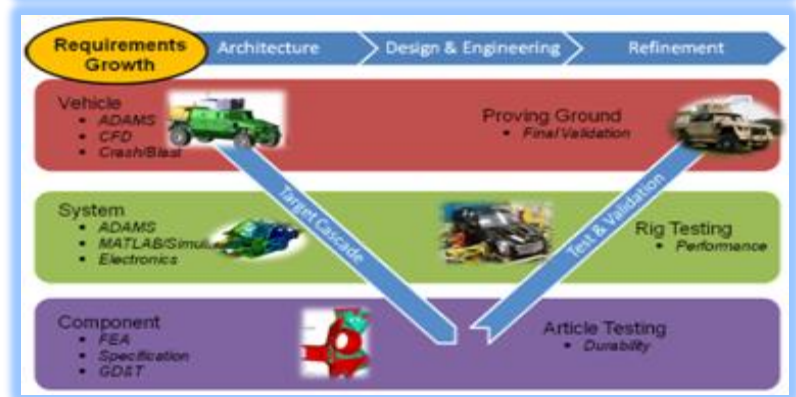 Requirements
Growth
Architecture
Design & Engineering
Refinement
Vehicle
• ADAMS
• CFD
• Crash/Blast
Proving Ground
• Final Validation
Target Cascade
Test & Validation
System
• ADAMS
• MATLAB/Simul
• Electronics
Rig Testing
• Performance
Component
• FEA
• Specification
• GD&T
Article Testing
• Durability